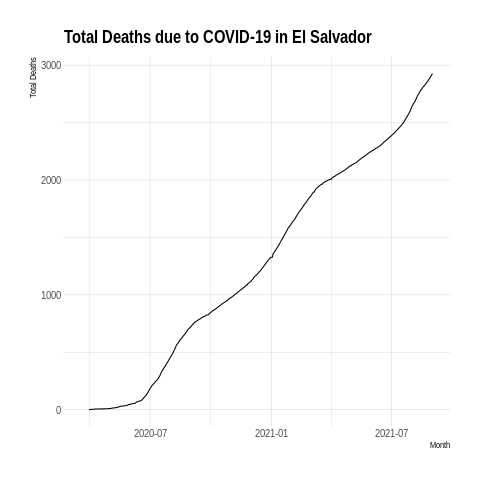 Total Deaths due to COVID-19 in El Salvador
Total Deaths
3000
2000
1000
0
2020-07
2021-01
2021-07
Month